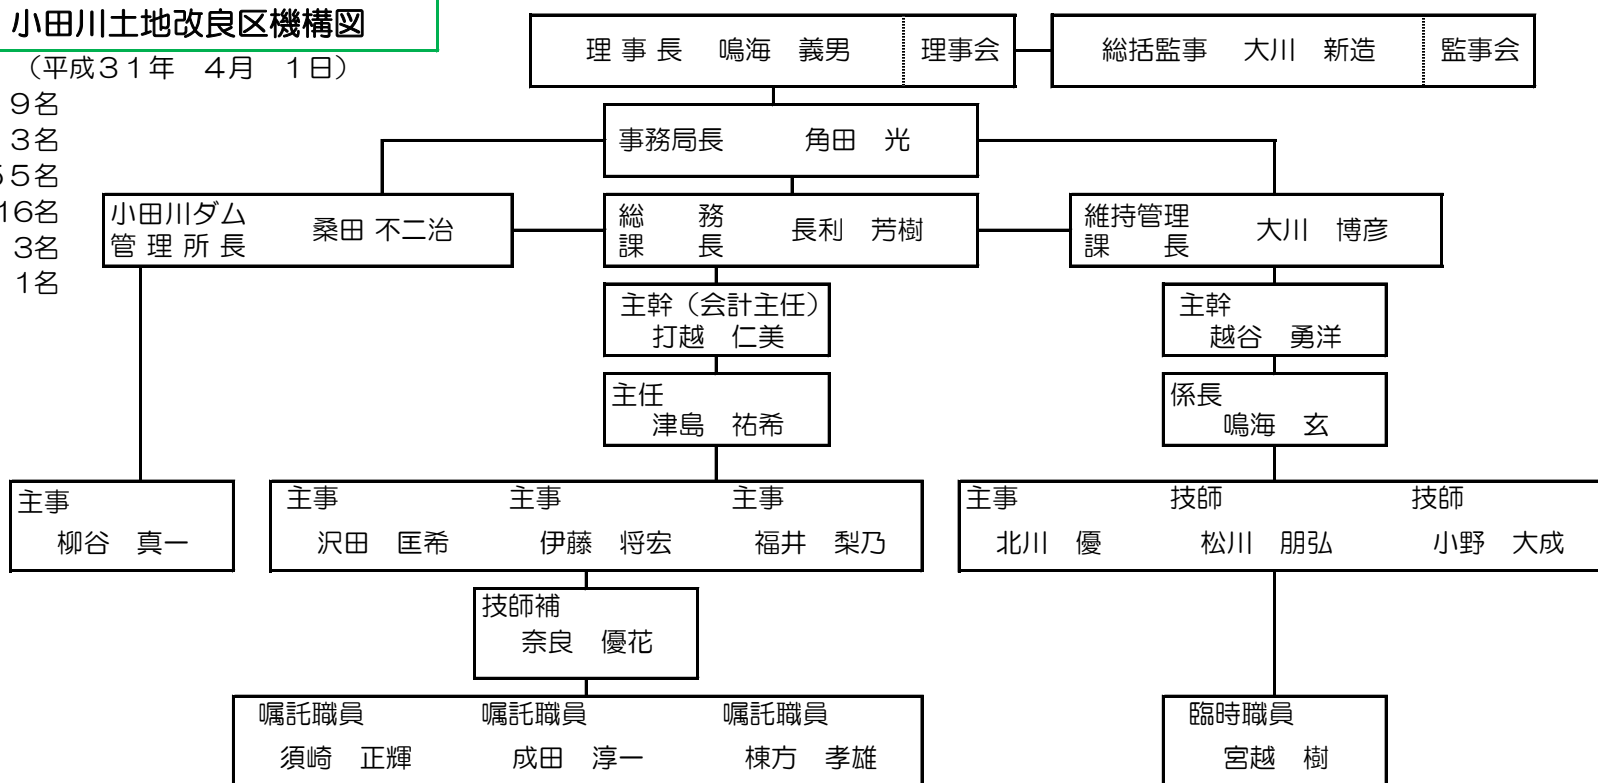 小田川土地改良区機構図
（平成３１年　４月　１日）
９名
３名
５５名
１６名
３名
１名
理 事 長　鳴海　義男　理事会
総括監事　大川　新造　監事会
事務局長　角田　光
小田川ダム
管 理 所 長　桑田 不二治
総　務
課　長　長利　芳樹
維持管理
課　長　大川　博彦
主幹（会計主任）
打越　仁美
主幹
越谷　勇洋
主任
津島　祐希
係長
鳴海　玄
主事
柳谷　真一
主事　主事　主事
沢田　匡希　伊藤　将宏　福井　梨乃
主事　技師　技師
北川　優　松川　朋弘　小野　大成
技師補
奈良　優花
嘱託職員　嘱託職員　嘱託職員
須崎　正輝　成田　淳一　棟方　孝雄
臨時職員
宮越　樹